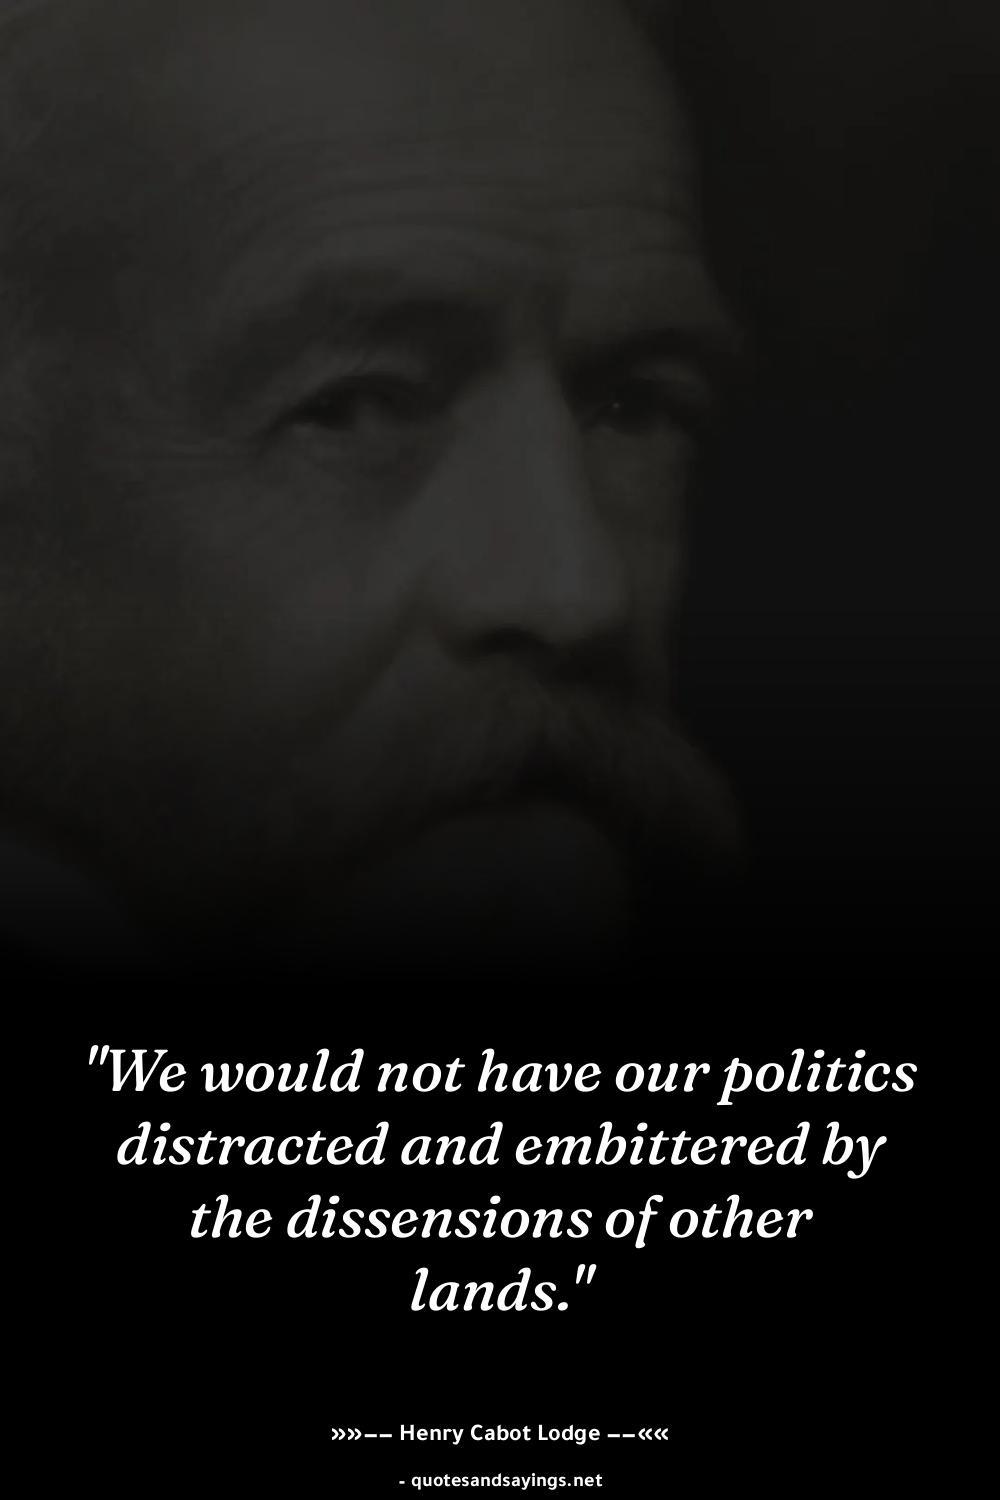 "We would not have our politics
distracted and embittered by
the dissensions of other
lands."
»»−− Henry Cabot Lodge −−««
- quotesandsayings.net